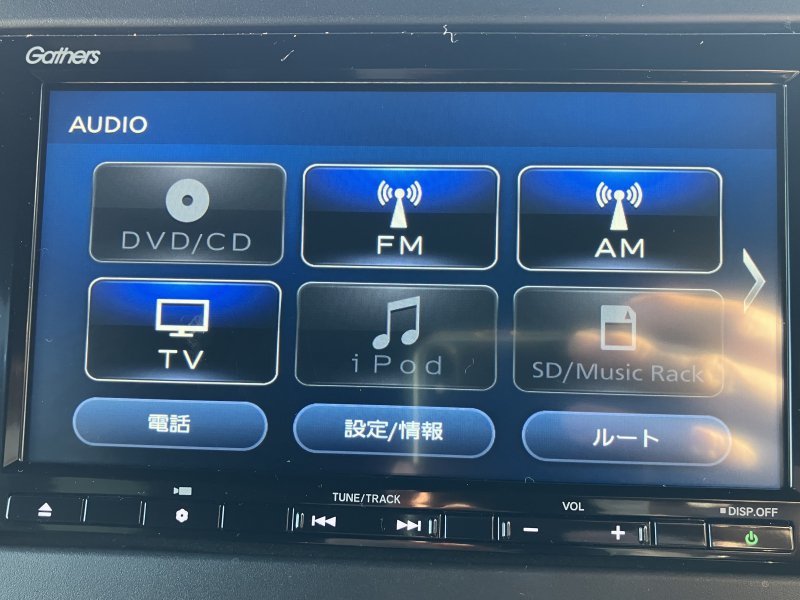 Gathers
AUDIO
DVD/CD
FM
AM
TV
iPod
SD/Music Rack
電話
設定/情報
ルート
TUNE/TRACK
VOL
DISP.OFF